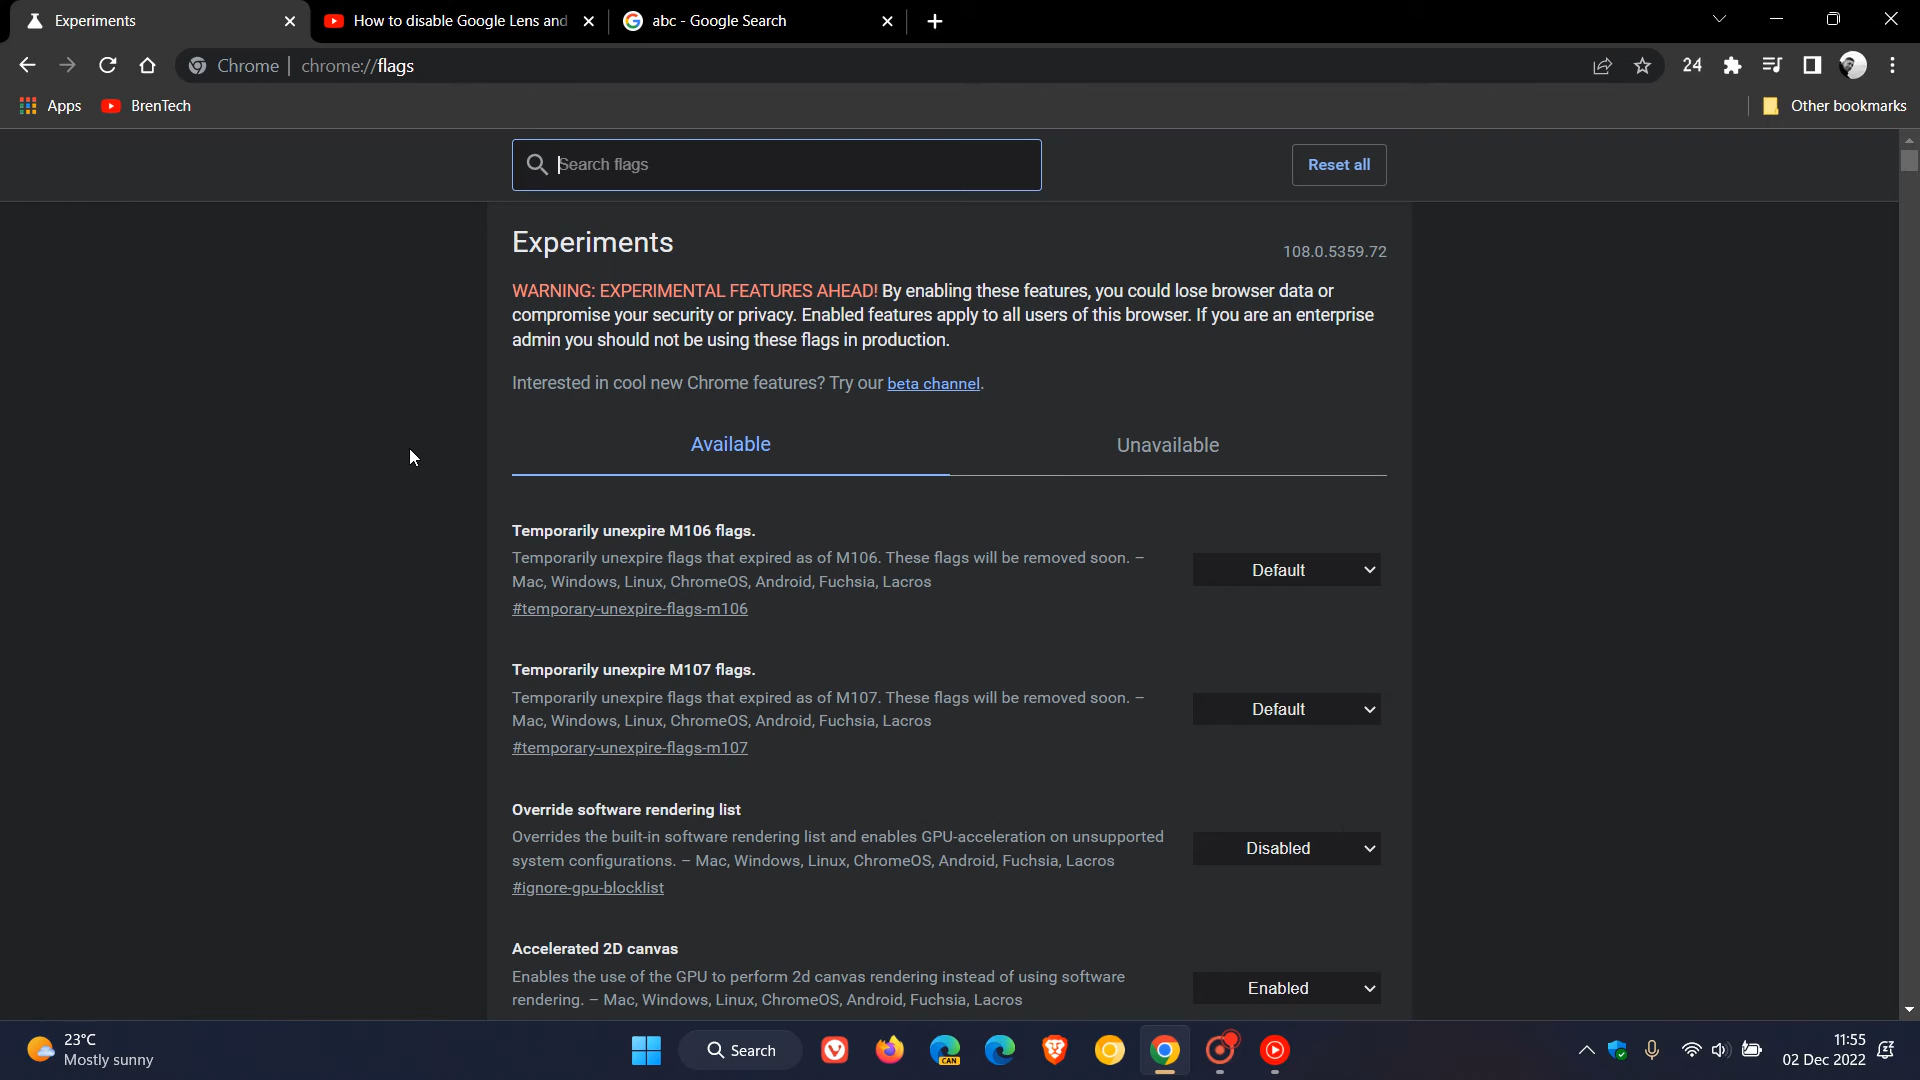 Experiments
How to disable Google Lens and
abc - Google Search
Chrome | chrome://flags
24
Apps
BrenTech
Other bookmarks
Search flags
Reset all
Experiments
108.0.5359.72
WARNING: EXPERIMENTAL FEATURES AHEAD! By enabling these features, you could lose browser data or
compromise your security or privacy. Enabled features apply to all users of this browser. If you are an enterprise
admin you should not be using these flags in production.
Interested in cool new Chrome features? Try our beta channel.
Available
Unavailable
Temporarily unexpire M106 flags.
Temporarily unexpire flags that expired as of M106. These flags will be removed soon. –
Mac, Windows, Linux, ChromeOS, Android, Fuchsia, Lacros
#temporary-unexpire-flags-m106
Default
Temporarily unexpire M107 flags.
Temporarily unexpire flags that expired as of M107. These flags will be removed soon. –
Mac, Windows, Linux, ChromeOS, Android, Fuchsia, Lacros
#temporary-unexpire-flags-m107
Default
Override software rendering list
Overrides the built-in software rendering list and enables GPU-acceleration on unsupported
system configurations. – Mac, Windows, Linux, ChromeOS, Android, Fuchsia, Lacros
#ignore-gpu-blocklist
Disabled
Accelerated 2D canvas
Enables the use of the GPU to perform 2d canvas rendering instead of using software
rendering. – Mac, Windows, Linux, ChromeOS, Android, Fuchsia, Lacros
Enabled
23°C
Mostly sunny
Search
CAN
11:55
02 Dec 2022